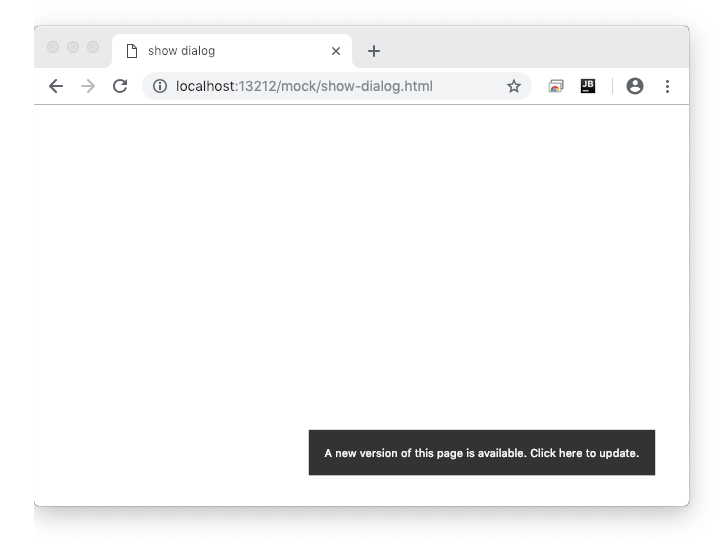 show dialog
localhost:13212/mock/show-dialog.html
JB
A new version of this page is available. Click here to update.